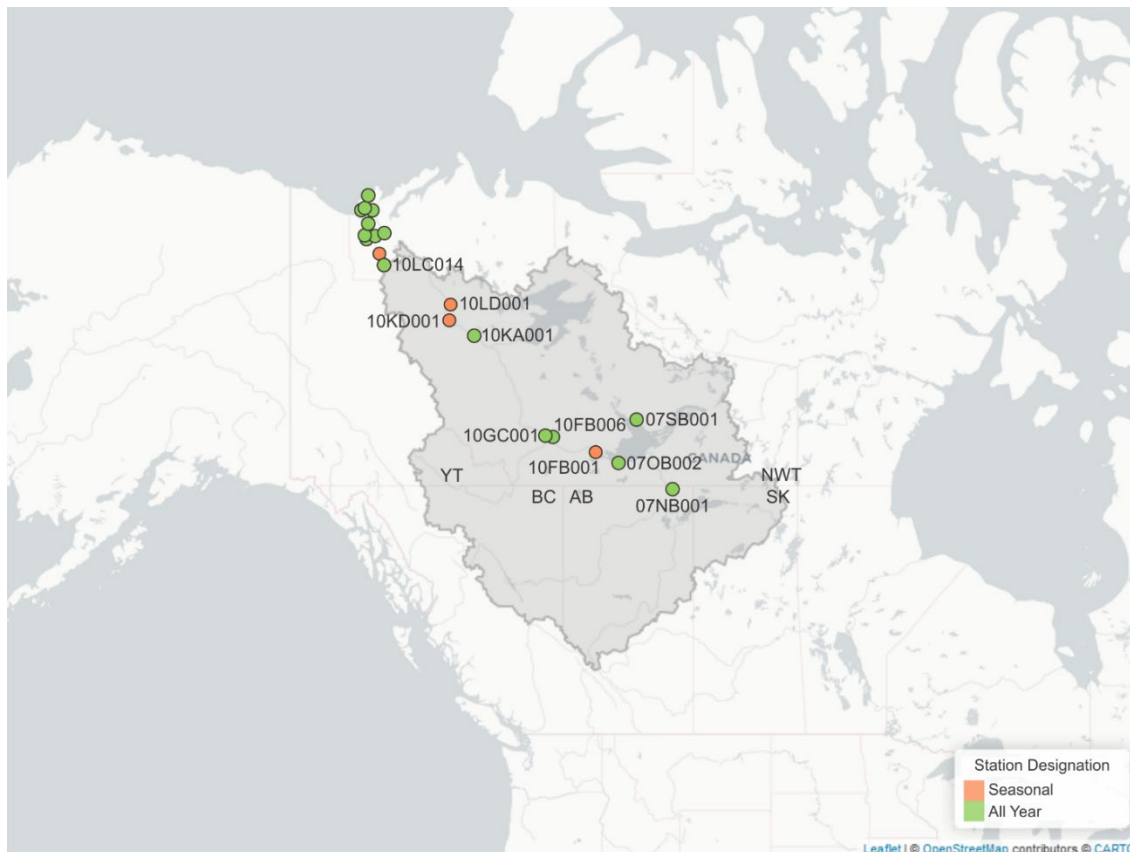 10LC014
10LD001
10KD001
10KA001
07SB001
10FB006
10GC001
10FB001
CANADA
07OB002
YT
NWT
BC AB
SK
07NB001
Station Designation
Seasonal
All Year
Leaflet | © OpenStreetMap contributors © CARTO